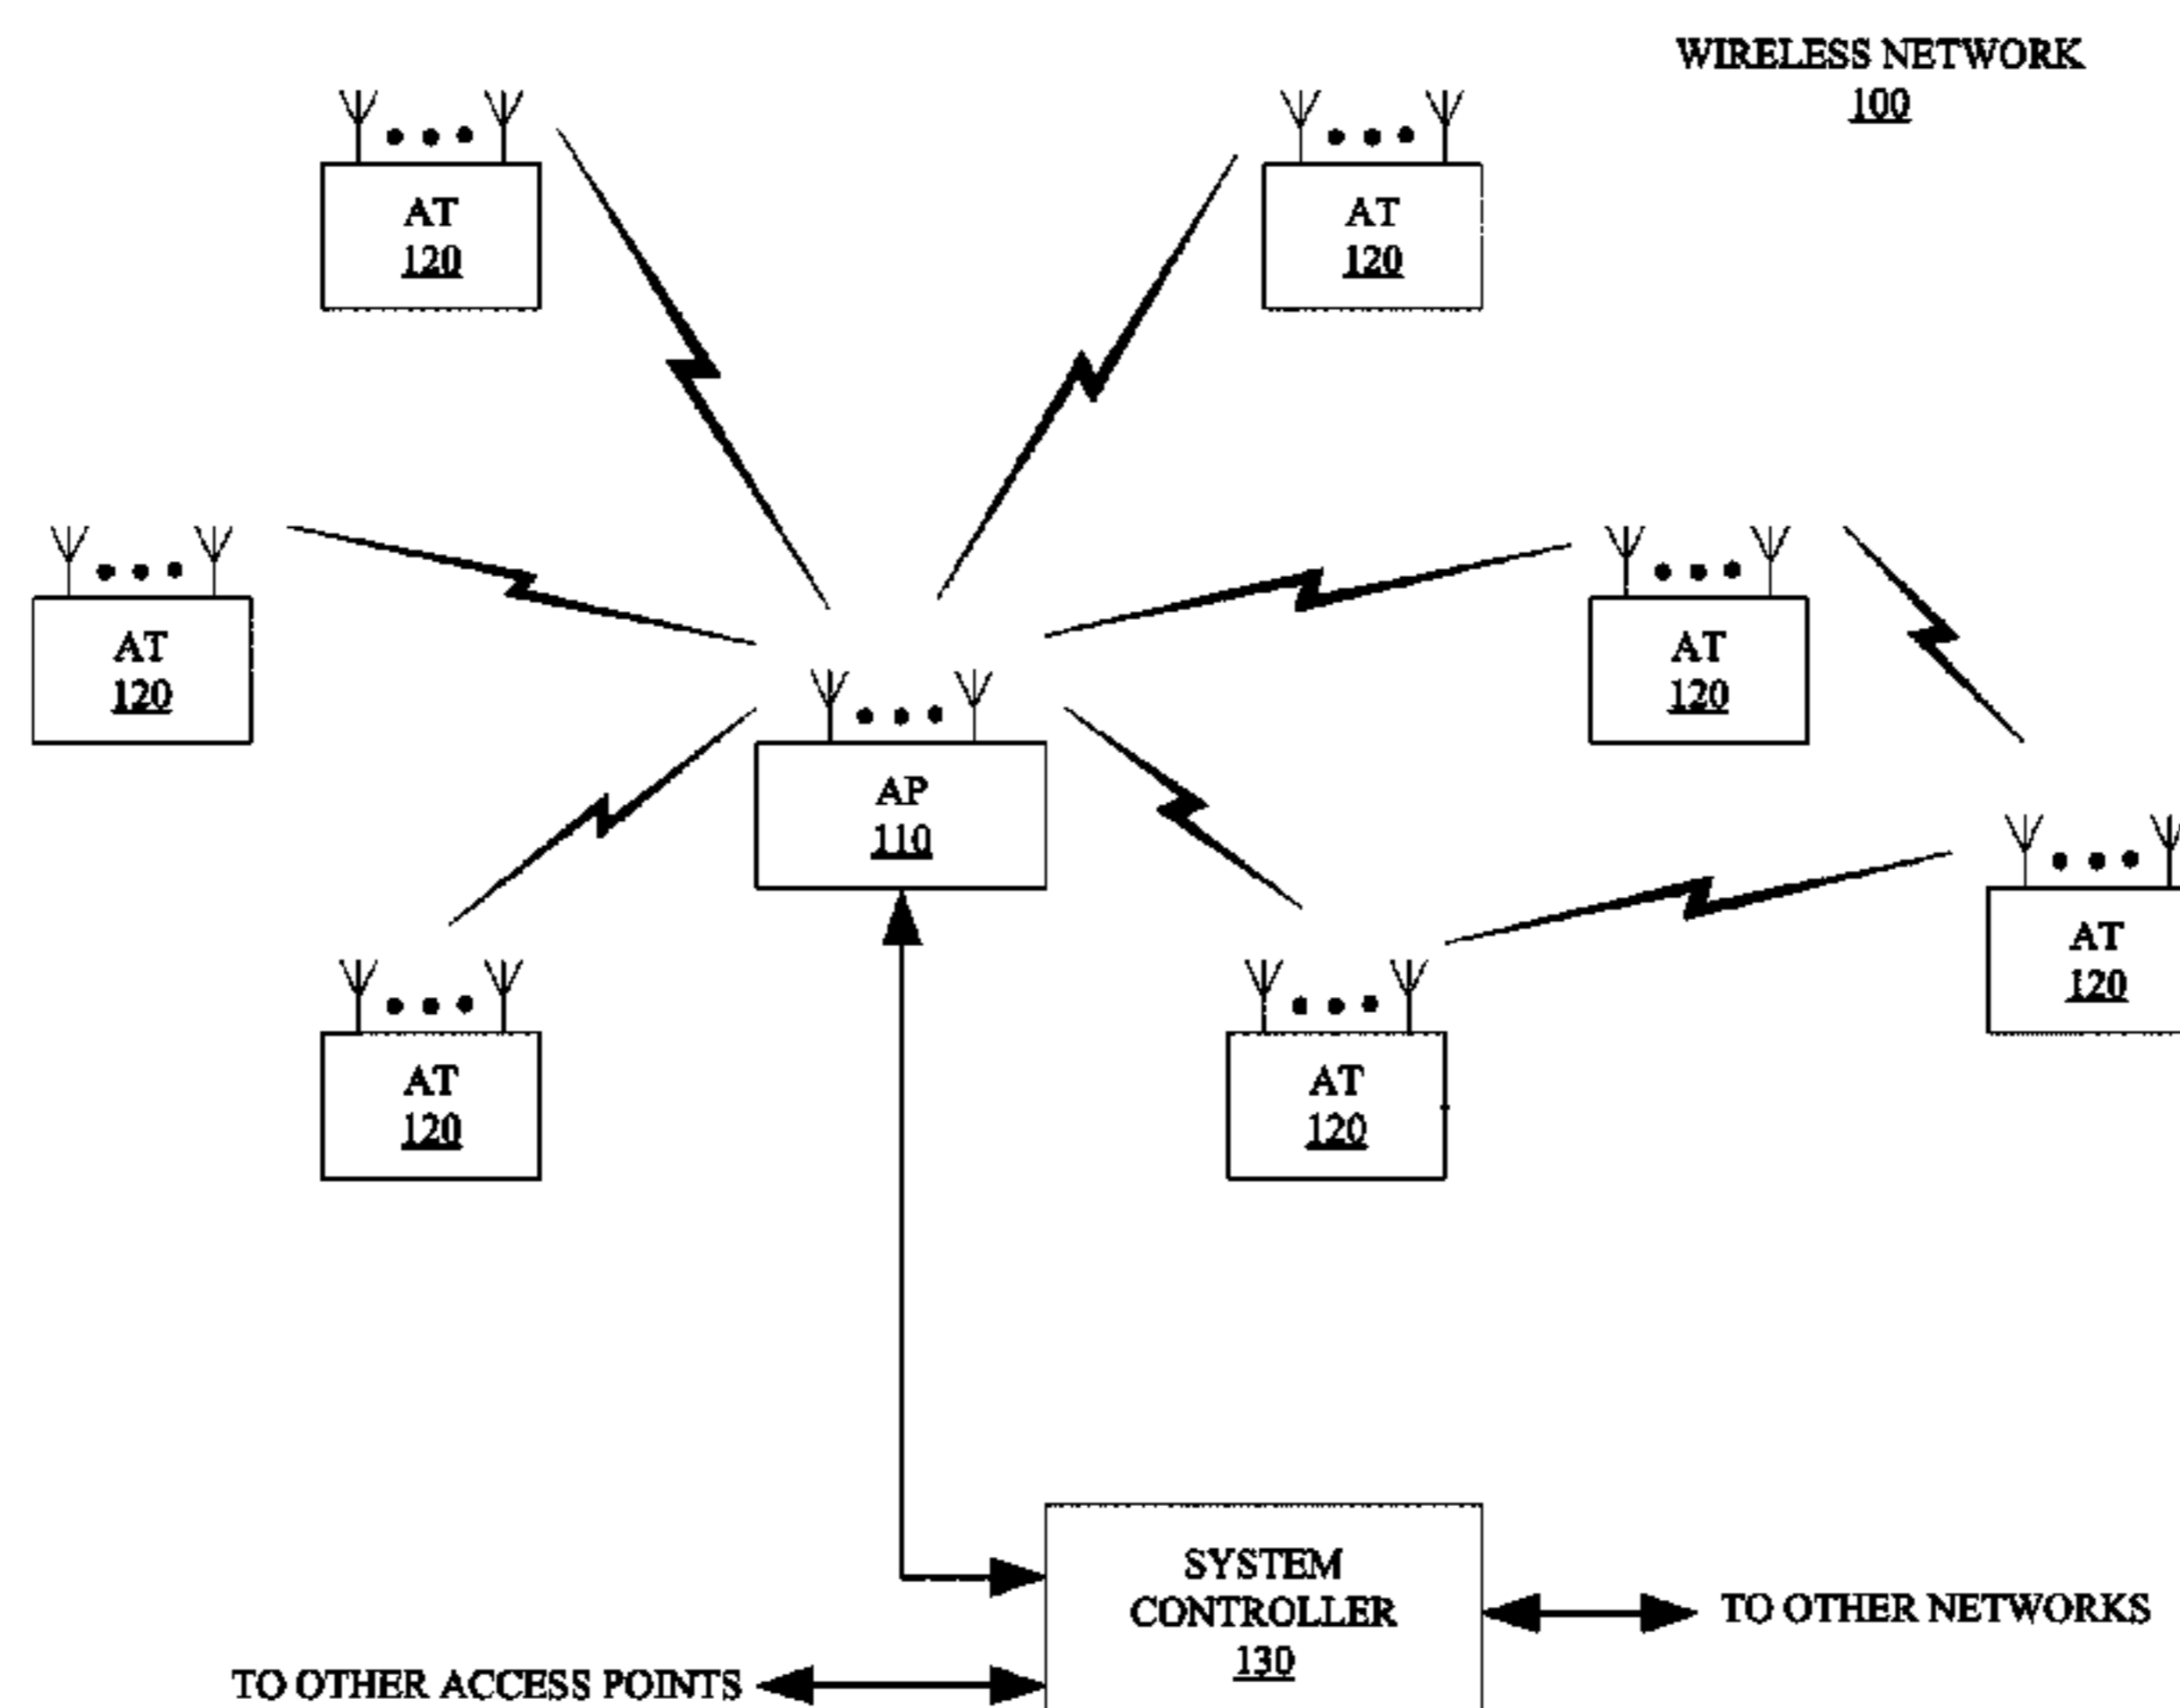 WIRELESS NETWORK
100
AT
120
AT
120
AT
120
AT
120
AP
110
AT
120
AT
120
AT
120
SYSTEM
CONTROLLER
130
TO OTHER NETWORKS
TO OTHER ACCESS POINTS